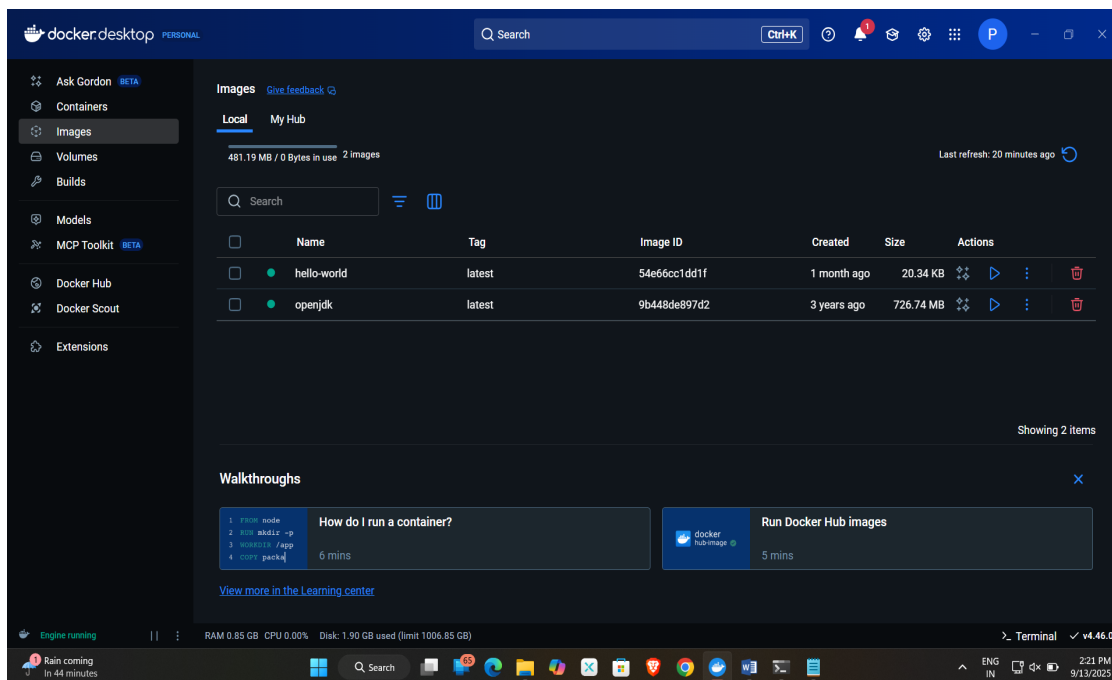 docker.desktop PERSONAL
Search Ctrl+K
1
P
Ask Gordon BETA
Containers
Images
Volumes
Builds
Models
MCP Toolkit BETA
Docker Hub
Docker Scout
Extensions
Images Give feedback
Local My Hub
481.19 MB / 0 Bytes in use 2 images
Last refresh: 20 minutes ago
Search
Name Tag Image ID Created Size Actions
hello-world latest 54e66cc1dd1f 1 month ago 20.34 KB
openjdk latest 9b448de897d2 3 years ago 726.74 MB
Showing 2 items
Walkthroughs
1 FROM node
2 RUN mkdir -p
3 WORKDIR /app
4 COPY packa
How do I run a container?
6 mins
docker
hub-image
Run Docker Hub images
5 mins
View more in the Learning center
Engine running
RAM 0.85 GB CPU 0.00% Disk: 1.90 GB used (limit 1006.85 GB)
Terminal v4.46.0
1
Rain coming
In 44 minutes
Search
65
ENG
IN
2:21 PM
9/13/2025